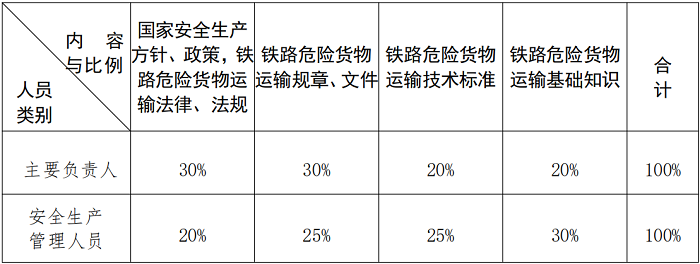 内 容
与比例
人员
类别
国家安全生产
方针、政策，铁
路危险货物运
输法律、法规
铁路危险货物
运输规章、文件
铁路危险货物
运输技术标准
铁路危险货物
运输基础知识
合
计
主要负责人
30%
30%
20%
20%
100%
安全生产
管理人员
20%
25%
25%
30%
100%